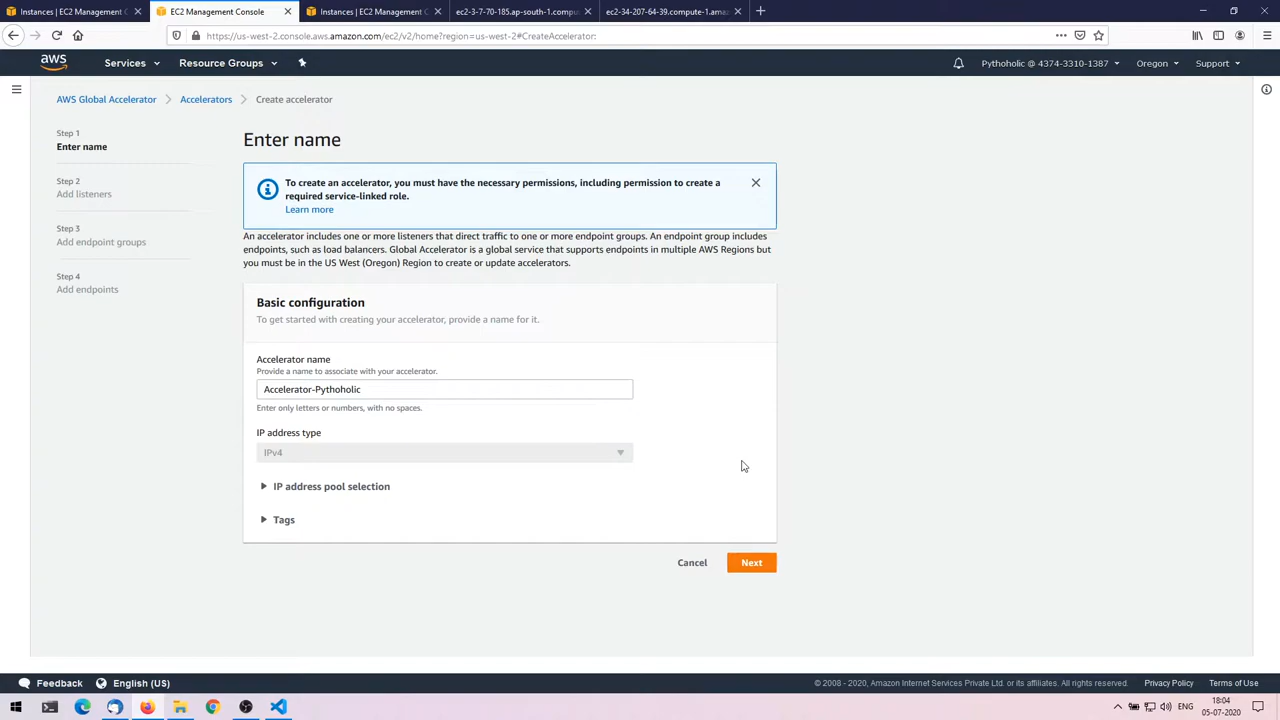 Instances | EC2 Management C
EC2 Management Console
Instances | EC2 Management C
ec2-3-7-70-185.ap-south-1.compu
ec2-34-207-64-39.compute-1.amaz
https://us-west-2.console.aws.amazon.com/ec2/v2/home?region=us-west-2#CreateAccelerator:
aws
Services
Resource Groups
Pythoholic @ 4374-3310-1387
Oregon
Support
AWS Global Accelerator
Accelerators
Create accelerator
Step 1
Enter name
Step 2
Add listeners
Step 3
Add endpoint groups
Step 4
Add endpoints
Enter name
To create an accelerator, you must have the necessary permissions, including permission to create a
required service-linked role.
Learn more
An accelerator includes one or more listeners that direct traffic to one or more endpoint groups. An endpoint group includes
endpoints, such as load balancers. Global Accelerator is a global service that supports endpoints in multiple AWS Regions but
you must be in the US West (Oregon) Region to create or update accelerators.
Basic configuration
To get started with creating your accelerator, provide a name for it.
Accelerator name
Provide a name to associate with your accelerator.
Accelerator-Pythoholic
Enter only letters or numbers, with no spaces.
IP address type
IPv4
IP address pool selection
Tags
Cancel
Next
Feedback
English (US)
© 2008 - 2020, Amazon Internet Services Private Ltd. or its affiliates. All rights reserved.
Privacy Policy
Terms of Use
ENG
18:04
05-07-2020